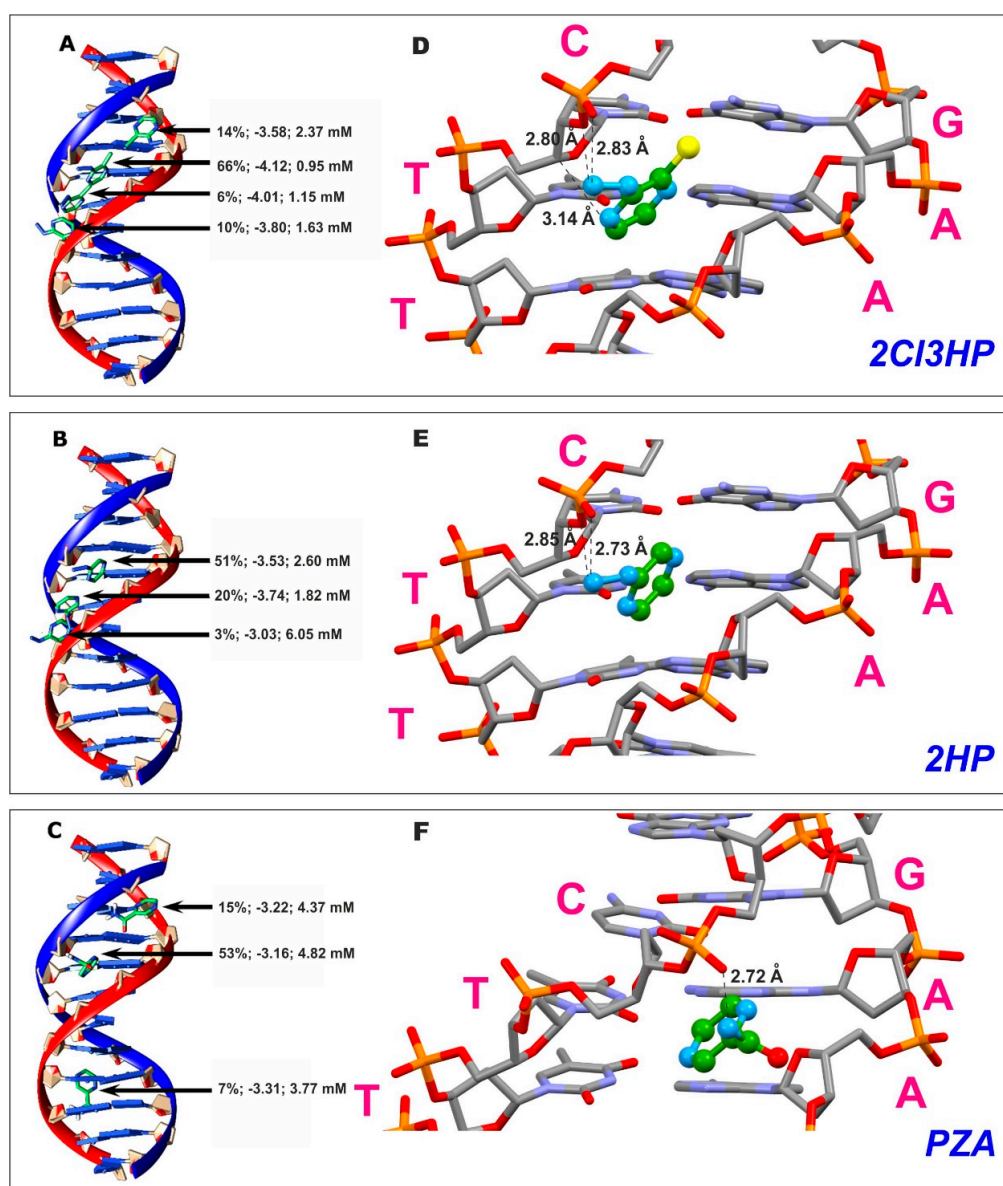 A
14%; -3.58; 2.37 mM
66%; -4.12; 0.95 mM
6%; -4.01; 1.15 mM
10%; -3.80; 1.63 mM
D
C
G
2.80 Å
2.83 Å
T
3.14 Å
A
T
A
2Cl3HP
B
51%; -3.53; 2.60 mM
20%; -3.74; 1.82 mM
3%; -3.03; 6.05 mM
E
C
G
2.85 Å
2.73 Å
T
A
T
A
2HP
C
15%; -3.22; 4.37 mM
53%; -3.16; 4.82 mM
7%; -3.31; 3.77 mM
F
C
G
2.72 Å
T
A
T
A
PZA